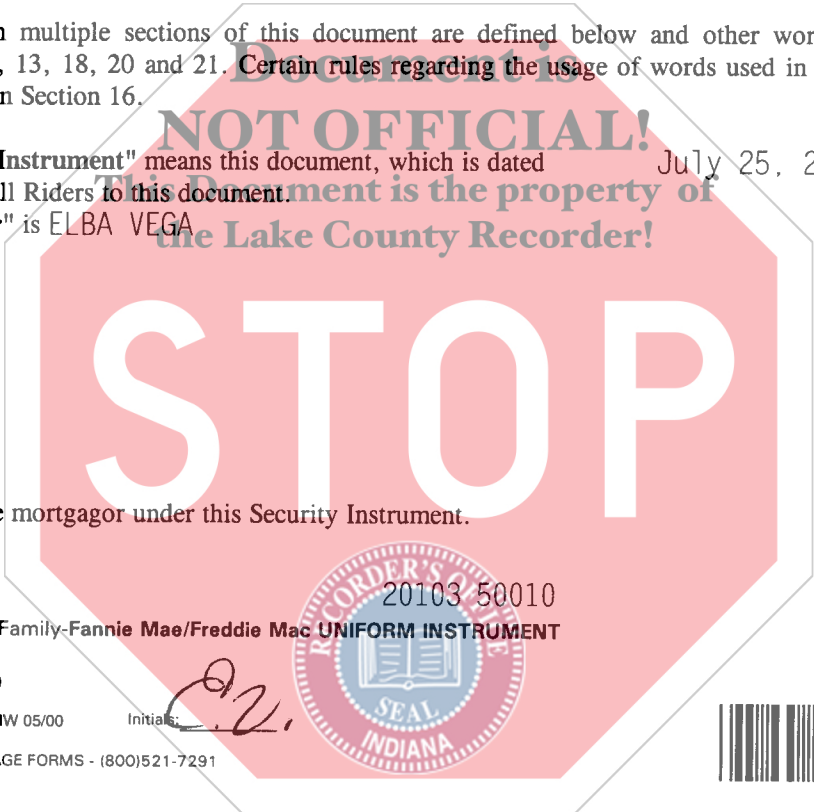 n multiple sections of this document are defined below and other wor
, 13, 18, 20 and 21. Certain rules regarding the usage of words used in
n Section 16.
Document is
NOT OFFICIAL!
This Document is the property of
the Lake County Recorder!
Instrument" means this document, which is dated July 25, 2
ll Riders to this document.
" is ELBA VEGA
STOP
e mortgagor under this Security Instrument.
20103 50010
Family-Fannie Mae/Freddie Mac UNIFORM INSTRUMENT
W 05/00 Initials: E.V.
GE FORMS - (800)521-7291
RECORDER'S OFFICE
SEAL
INDIANA